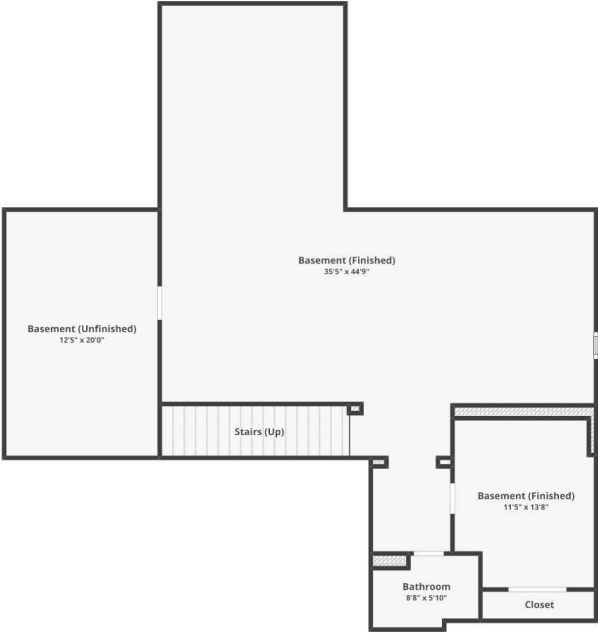 Basement (Finished)
35'5" x 44'9"
Basement (Unfinished)
12'5" x 20'0"
Stairs (Up)
Basement (Finished)
11'5" x 13'8"
Bathroom
8'8" x 5'10"
Closet